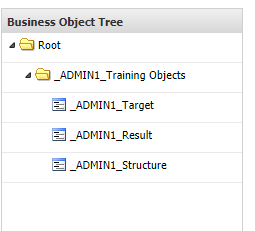 Business Object Tree
Root
_ADMIN1_Training Objects
_ADMIN1_Target
_ADMIN1_Result
_ADMIN1_Structure